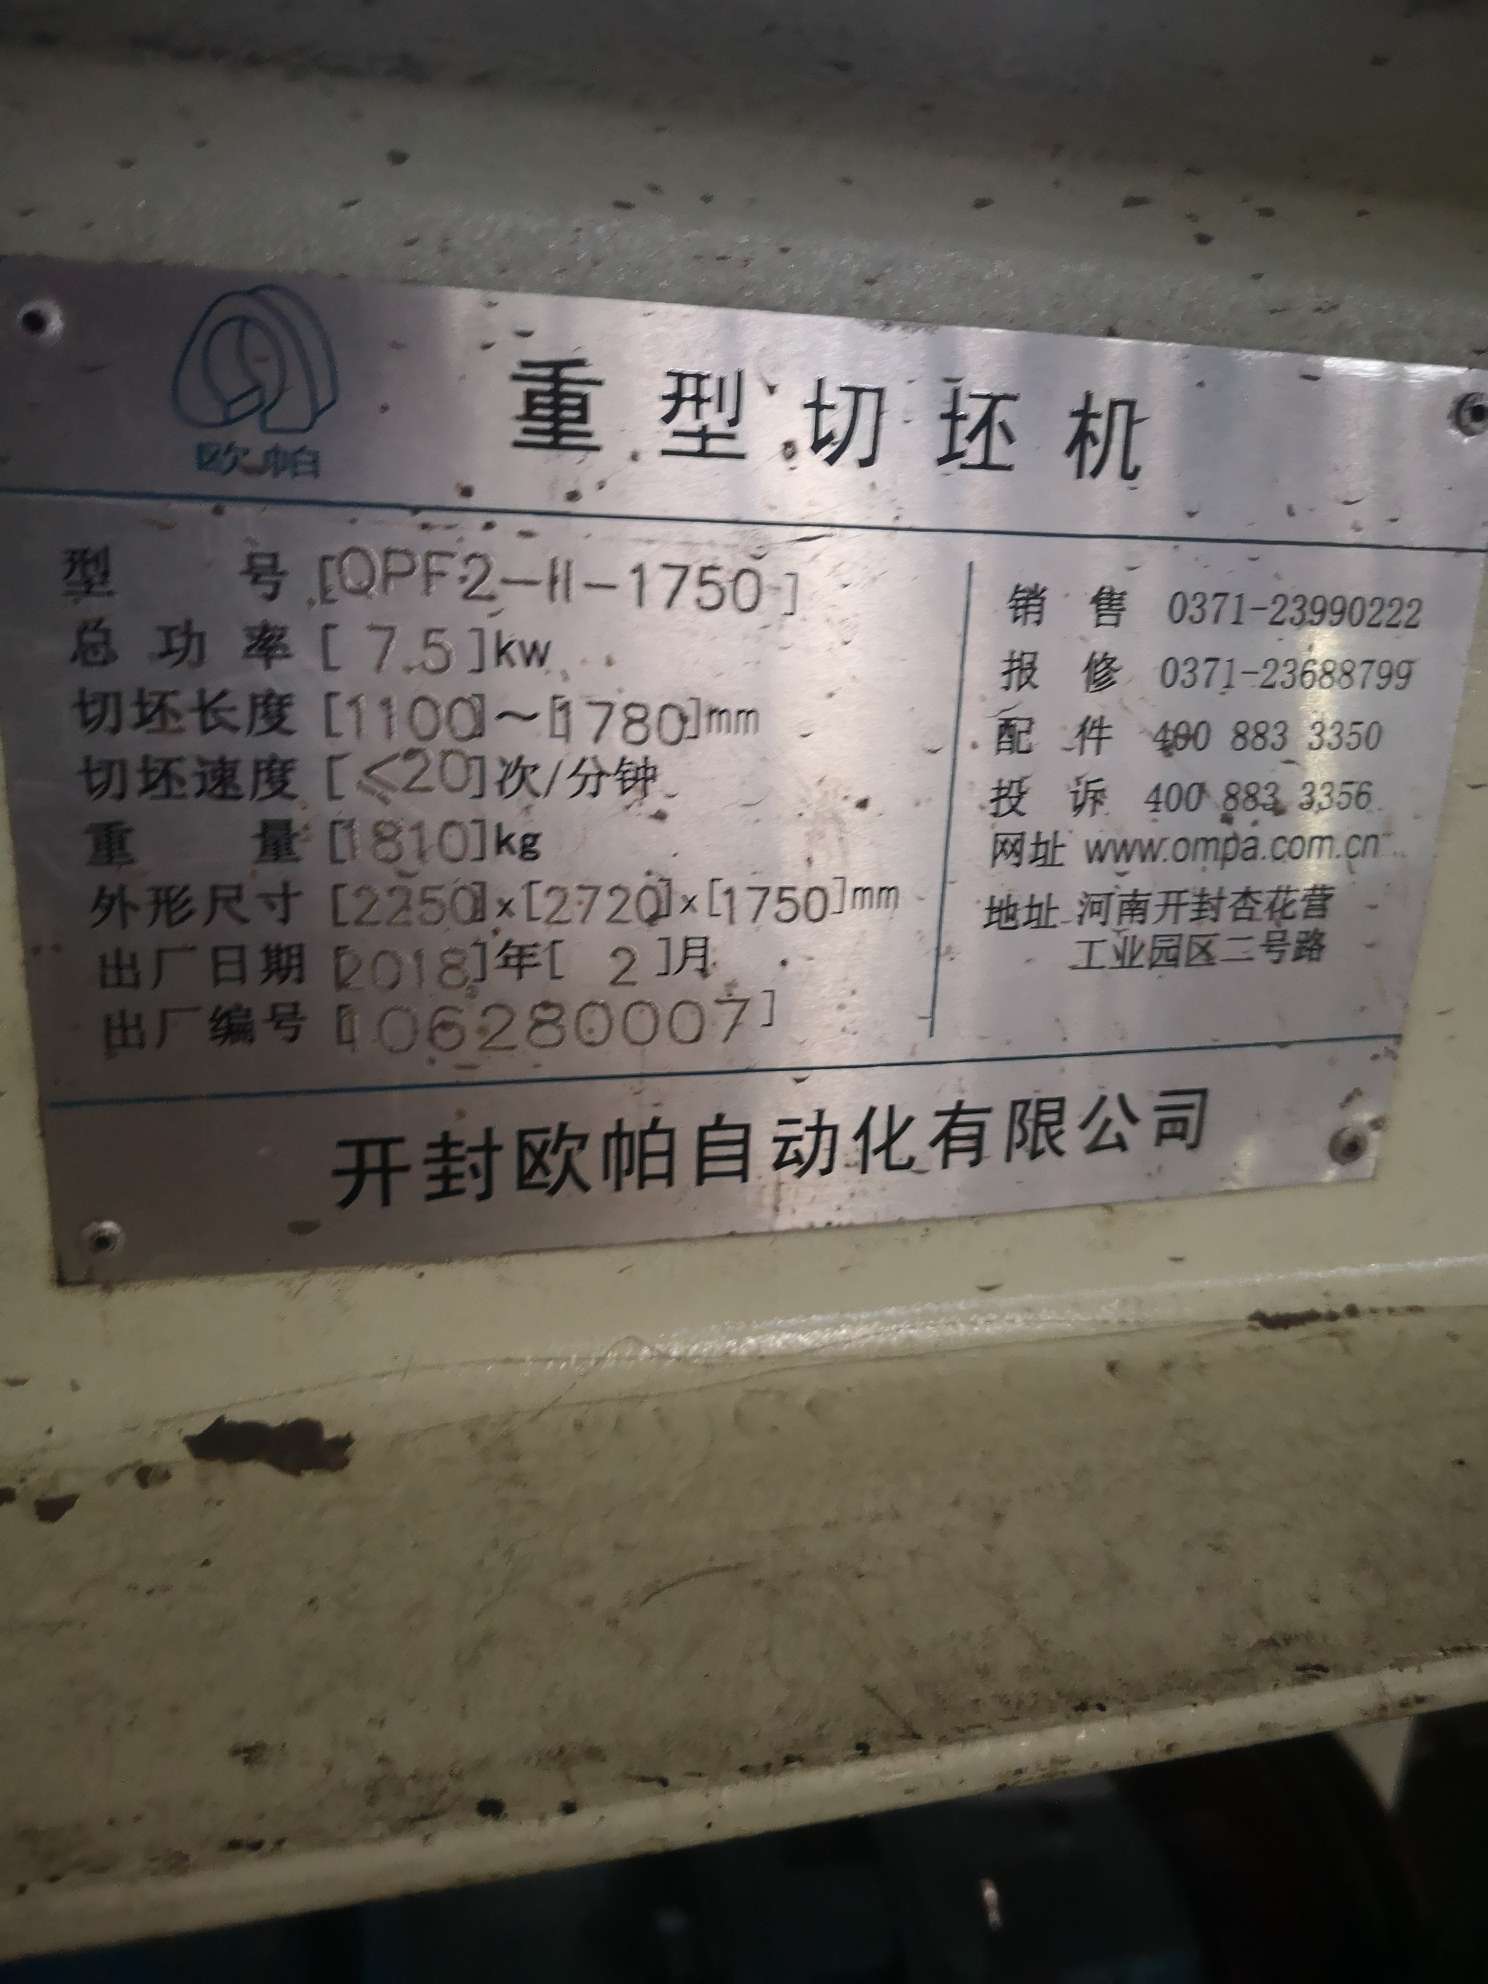 欧帕
重型切坯机
型 号 [QPF2-II-1750]
总功率 [7.5]kw
切坯长度 [1100]～[1780]mm
切坯速度 [≤20]次/分钟
重 量 [1810]kg
外形尺寸 [2250]×[2720]×[1750]mm
出厂日期 [2018]年[2]月
出厂编号 [106280007]
销 售 0371-23990222
报 修 0371-23688799
配 件 400 883 3350
投 诉 400 883 3356
网址 www.ompa.com.cn
地址 河南开封杏花营
工业园区二号路
开封欧帕自动化有限公司